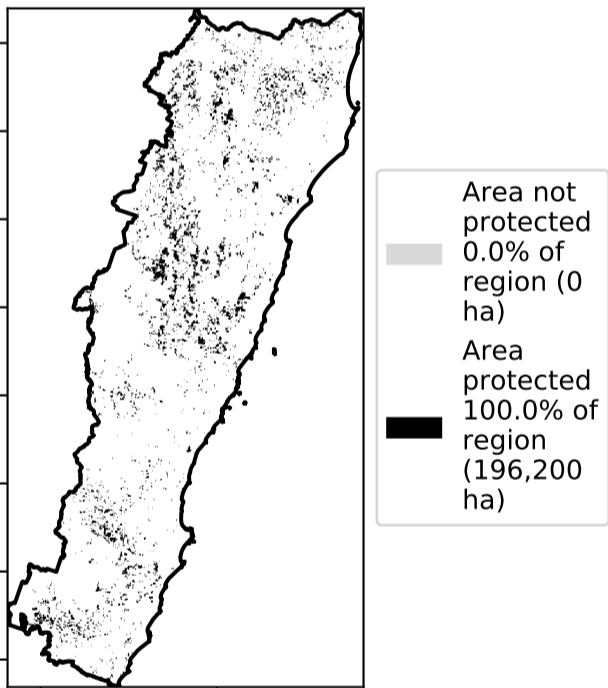 Area not
protected
0.0% of
region (0
ha)
Area
protected
100.0% of
region
(196,200
ha)